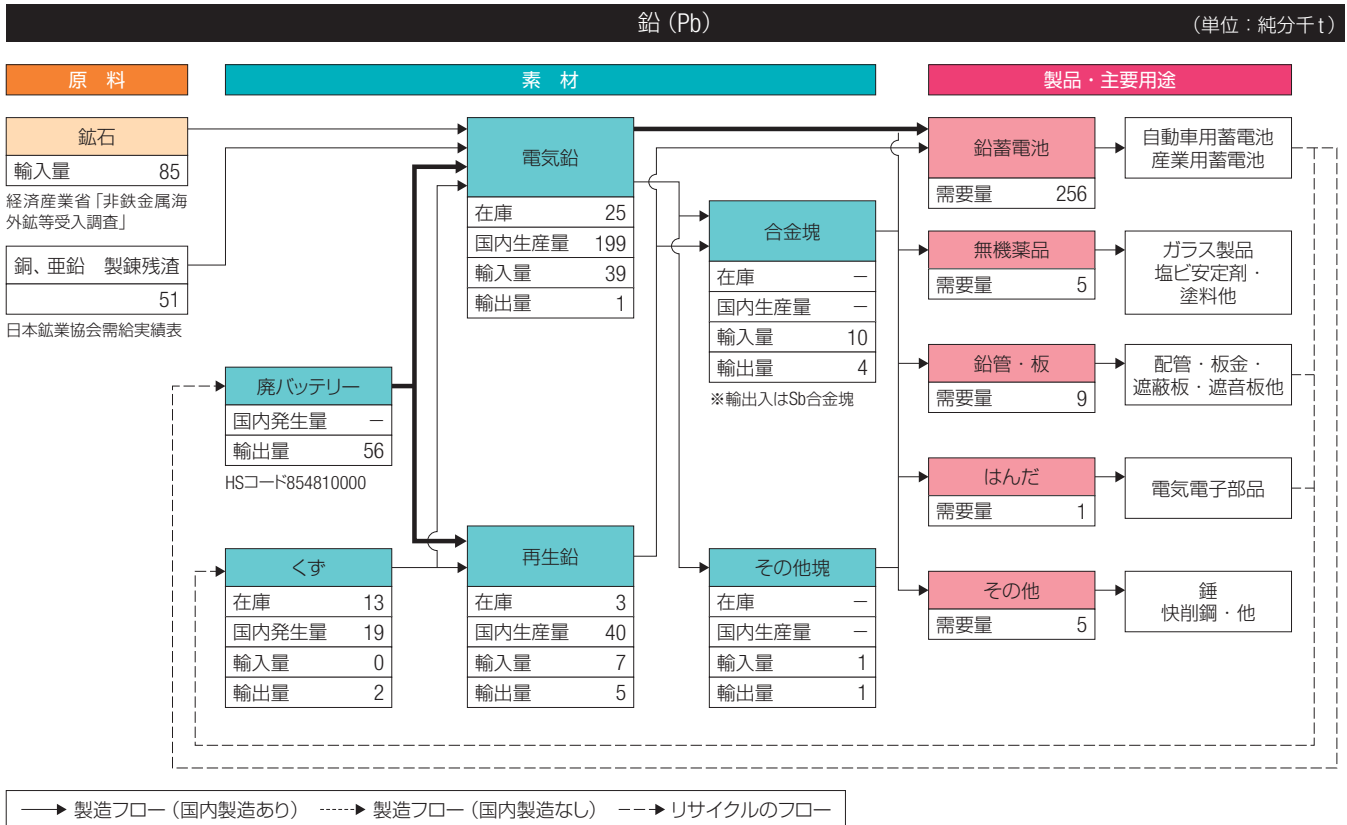 鉛(Pb)
(単位:純分千t)
原 料
素 材
製品・主要用途
鉱石
輸入量 85
経済産業省「非鉄金属海
外鉱等受入調査」
銅、亜鉛 製錬残渣
51
日本鉱業協会需給実績表
廃バッテリー
国内発生量 −
輸出量 56
HSコード854810000
くず
在庫 13
国内発生量 19
輸入量 0
輸出量 2
電気鉛
在庫 25
国内生産量 199
輸入量 39
輸出量 1
再生鉛
在庫 3
国内生産量 40
輸入量 7
輸出量 5
合金塊
在庫 −
国内生産量 −
輸入量 10
輸出量 4
※輸出入はSb合金塊
その他塊
在庫 −
国内生産量 −
輸入量 1
輸出量 1
鉛蓄電池
需要量 256
自動車用蓄電池
産業用蓄電池
無機薬品
需要量 5
ガラス製品
塩ビ安定剤・
塗料他
鉛管・板
需要量 9
配管・板金・
遮蔽板・遮音板他
はんだ
需要量 1
電気電子部品
その他
需要量 5
錘
快削鋼・他
製造フロー(国内製造あり) 製造フロー(国内製造なし) リサイクルのフロー